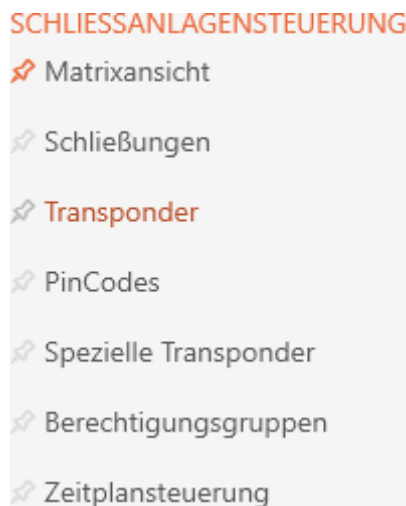 SCHLIESSANLAGENSTEUERUNG
Matrixansicht
Schließungen
Transponder
PinCodes
Spezielle Transponder
Berechtigungsgruppen
Zeitplansteuerung